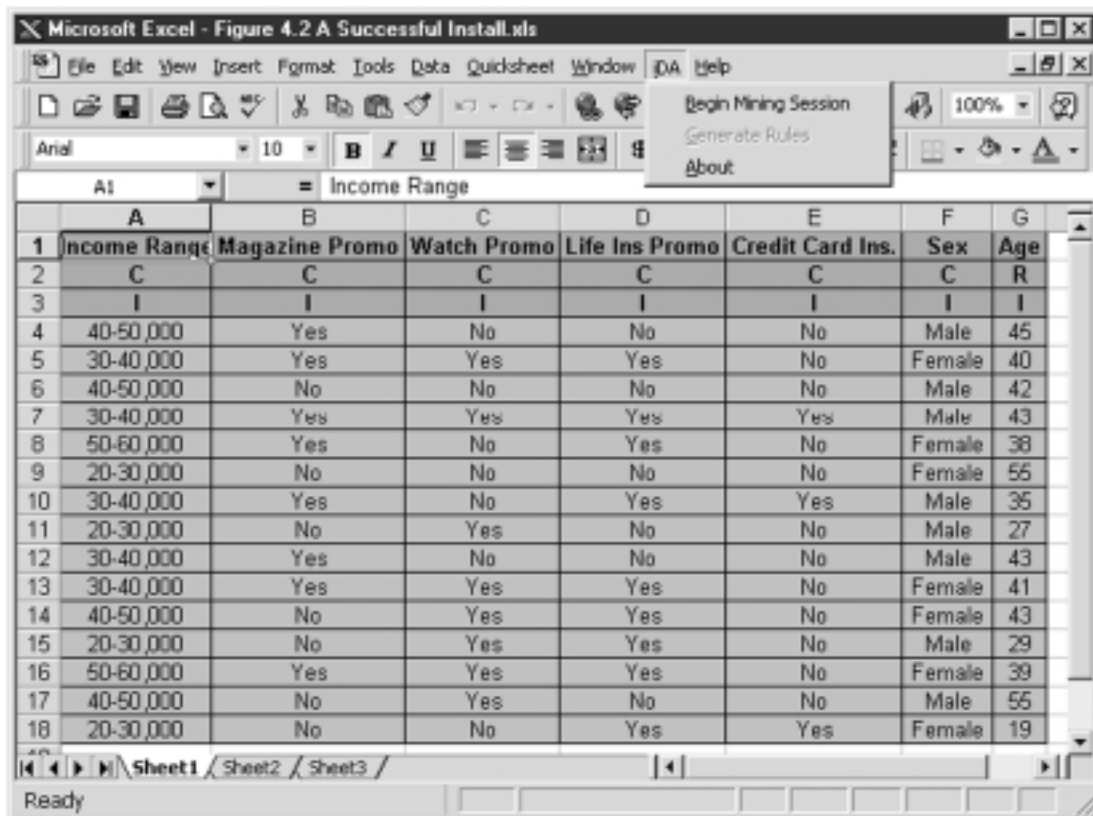 Microsoft Excel - Figure 4.2 A Successful Install.xls
File Edit View Insert Format Tools Data Quicksheet Window iDA Help
Begin Mining Session
Generate Rules
About
100%
Arial 10 B I U
A1 = Income Range
A B C D E F G
1 Income Range Magazine Promo Watch Promo Life Ins Promo Credit Card Ins. Sex Age
2 C C C C C C R
3 I I I I I I I
4 40-50,000 Yes No No No Male 45
5 30-40,000 Yes Yes Yes No Female 40
6 40-50,000 No No No No Male 42
7 30-40,000 Yes Yes Yes Yes Male 43
8 50-60,000 Yes No Yes No Female 38
9 20-30,000 No No No No Female 55
10 30-40,000 Yes No Yes Yes Male 35
11 20-30,000 No Yes No No Male 27
12 30-40,000 Yes No No No Male 43
13 30-40,000 Yes Yes Yes No Female 41
14 40-50,000 No Yes Yes No Female 43
15 20-30,000 No Yes Yes No Male 29
16 50-60,000 Yes Yes Yes No Female 39
17 40-50,000 No Yes No No Male 55
18 20-30,000 No No Yes Yes Female 19
Sheet1 Sheet2 Sheet3
Ready